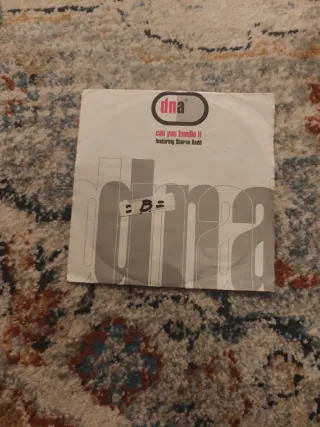 dna
can you handle it
featuring Sharon Redd
dna
= B =